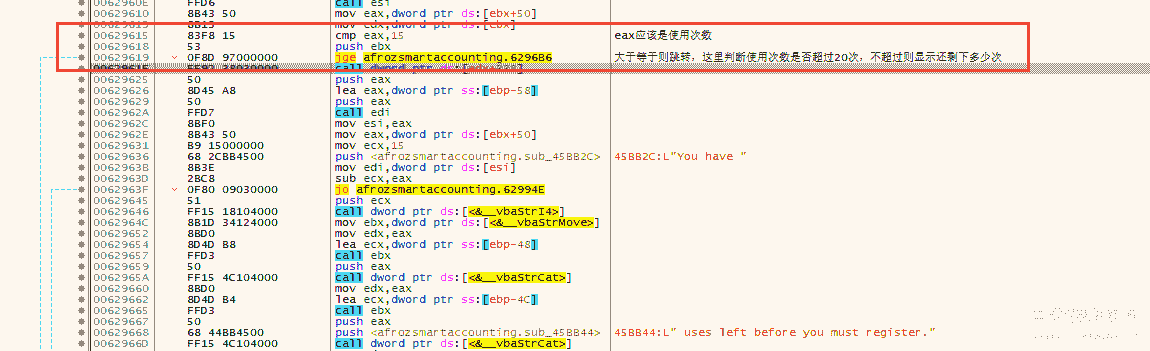 0062960E FFD6 call esi
00629610 8B43 50 mov eax,dword ptr ds:[ebx+50]
00629613 8B13 mov edx,dword ptr ds:[ebx]
00629615 83F8 15 cmp eax,15 eax应该是使用次数
00629618 53 push ebx
00629619 0F8D 97000000 jge afrozsmartaccounting.6296B6 大于等于则跳转，这里判断使用次数是否超过20次，不超过则显示还剩下多少次
00629625 50 push eax
00629626 8D45 A8 lea eax,dword ptr ss:[ebp-58]
00629629 50 push eax
0062962A FFD7 call edi
0062962C 8BF0 mov esi,eax
0062962E 8B43 50 mov eax,dword ptr ds:[ebx+50]
00629631 B9 15000000 mov ecx,15
00629636 68 2CBB4500 push <afrozsmartaccounting.sub_45BB2C> 45BB2C:L"You have "
0062963B 8B3E mov edi,dword ptr ds:[esi]
0062963D 2BC8 sub ecx,eax
0062963F 0F80 09030000 jo afrozsmartaccounting.62994E
00629645 51 push ecx
00629646 FF15 18104000 call dword ptr ds:[<&__vbaStrI4>]
0062964C 8B1D 34124000 mov ebx,dword ptr ds:[<&__vbaStrMove>]
00629652 8BD0 mov edx,eax
00629654 8D4D B8 lea ecx,dword ptr ss:[ebp-48]
00629657 FFD3 call ebx
00629659 50 push eax
0062965A FF15 4C104000 call dword ptr ds:[<&__vbaStrCat>]
00629660 8BD0 mov edx,eax
00629662 8D4D B4 lea ecx,dword ptr ss:[ebp-4C]
00629665 FFD3 call ebx
00629667 50 push eax
00629668 68 44BB4500 push <afrozsmartaccounting.sub_45BB44> 45BB44:L" uses left before you must register."
0062966D FF15 4C104000 call dword ptr ds:[<&__vbaStrCat>]